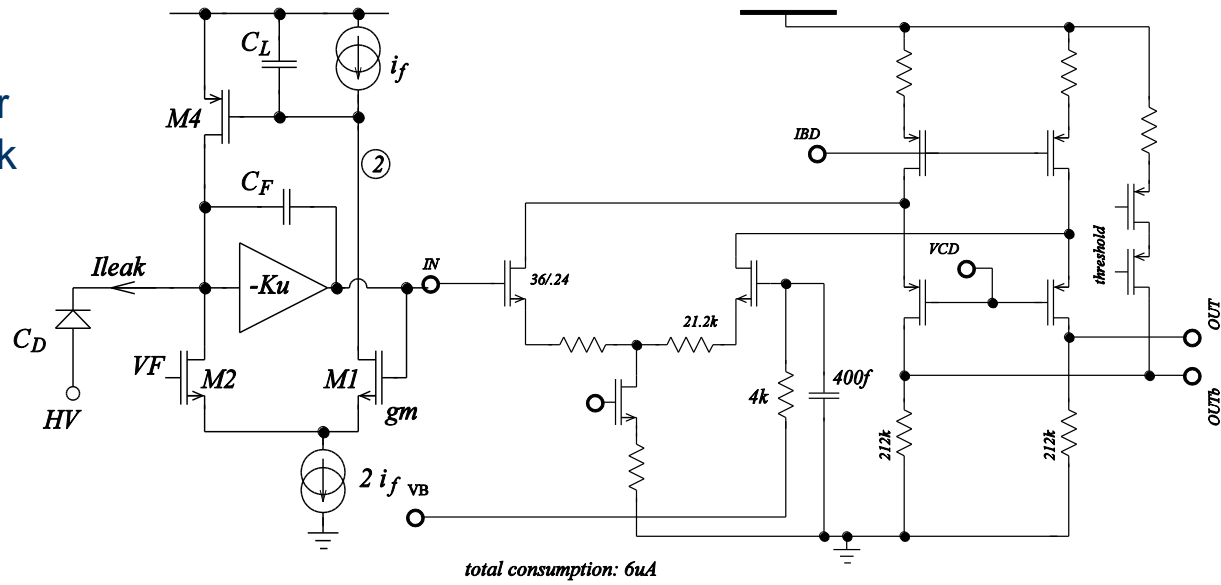 r
k
C_L
i_f
M4
2
C_F
Ileak
-Ku
C_D
VF
M2
M1
HV
gm
2 i_f
VB
IN
36/.24
21.2k
4k
400f
IBD
VCD
threshold
OUT
OUTb
212k
212k
total consumption: 6uA